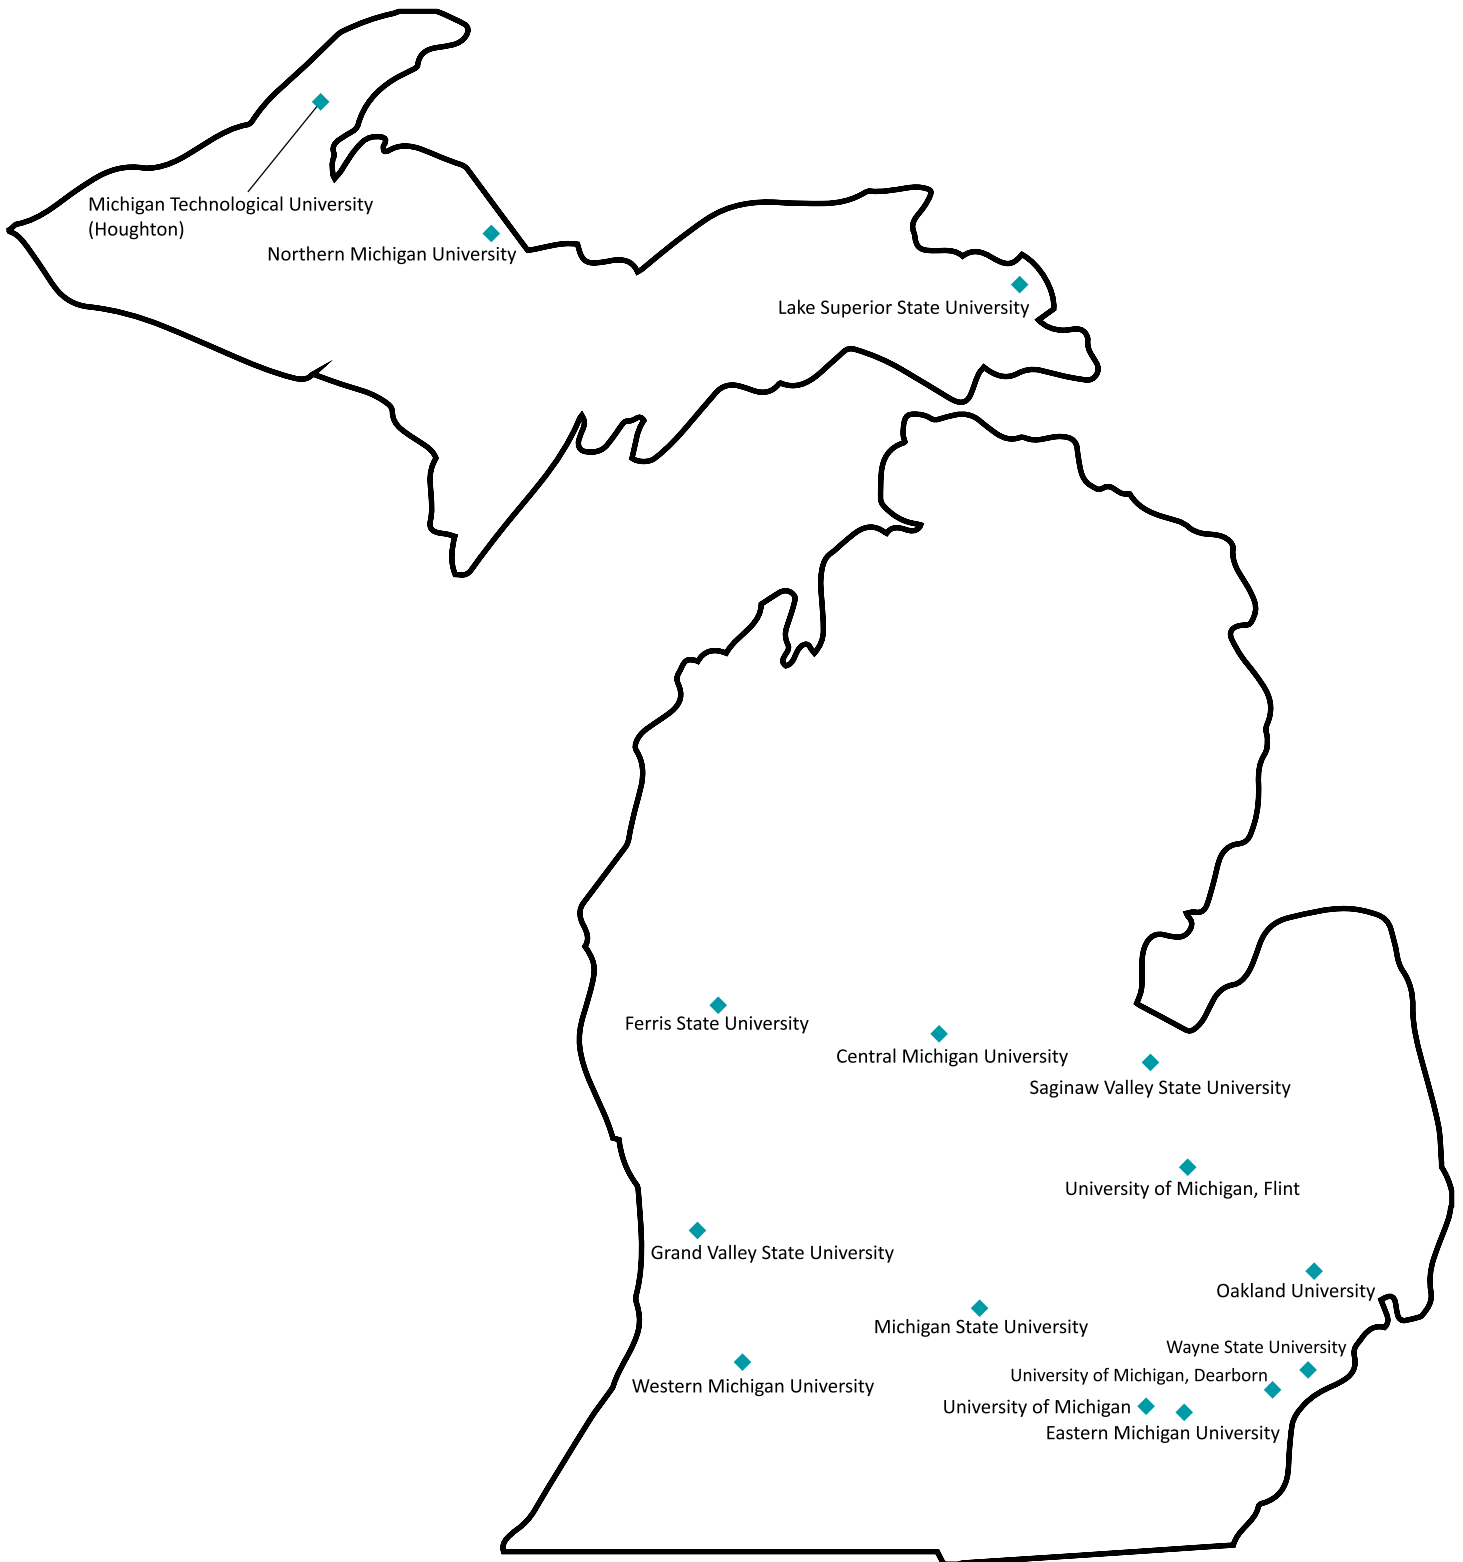 Michigan Technological University
(Houghton)
Northern Michigan University
Lake Superior State University
Ferris State University
Central Michigan University
Saginaw Valley State University
University of Michigan, Flint
Grand Valley State University
Oakland University
Michigan State University
Wayne State University
University of Michigan, Dearborn
Western Michigan University
University of Michigan
Eastern Michigan University